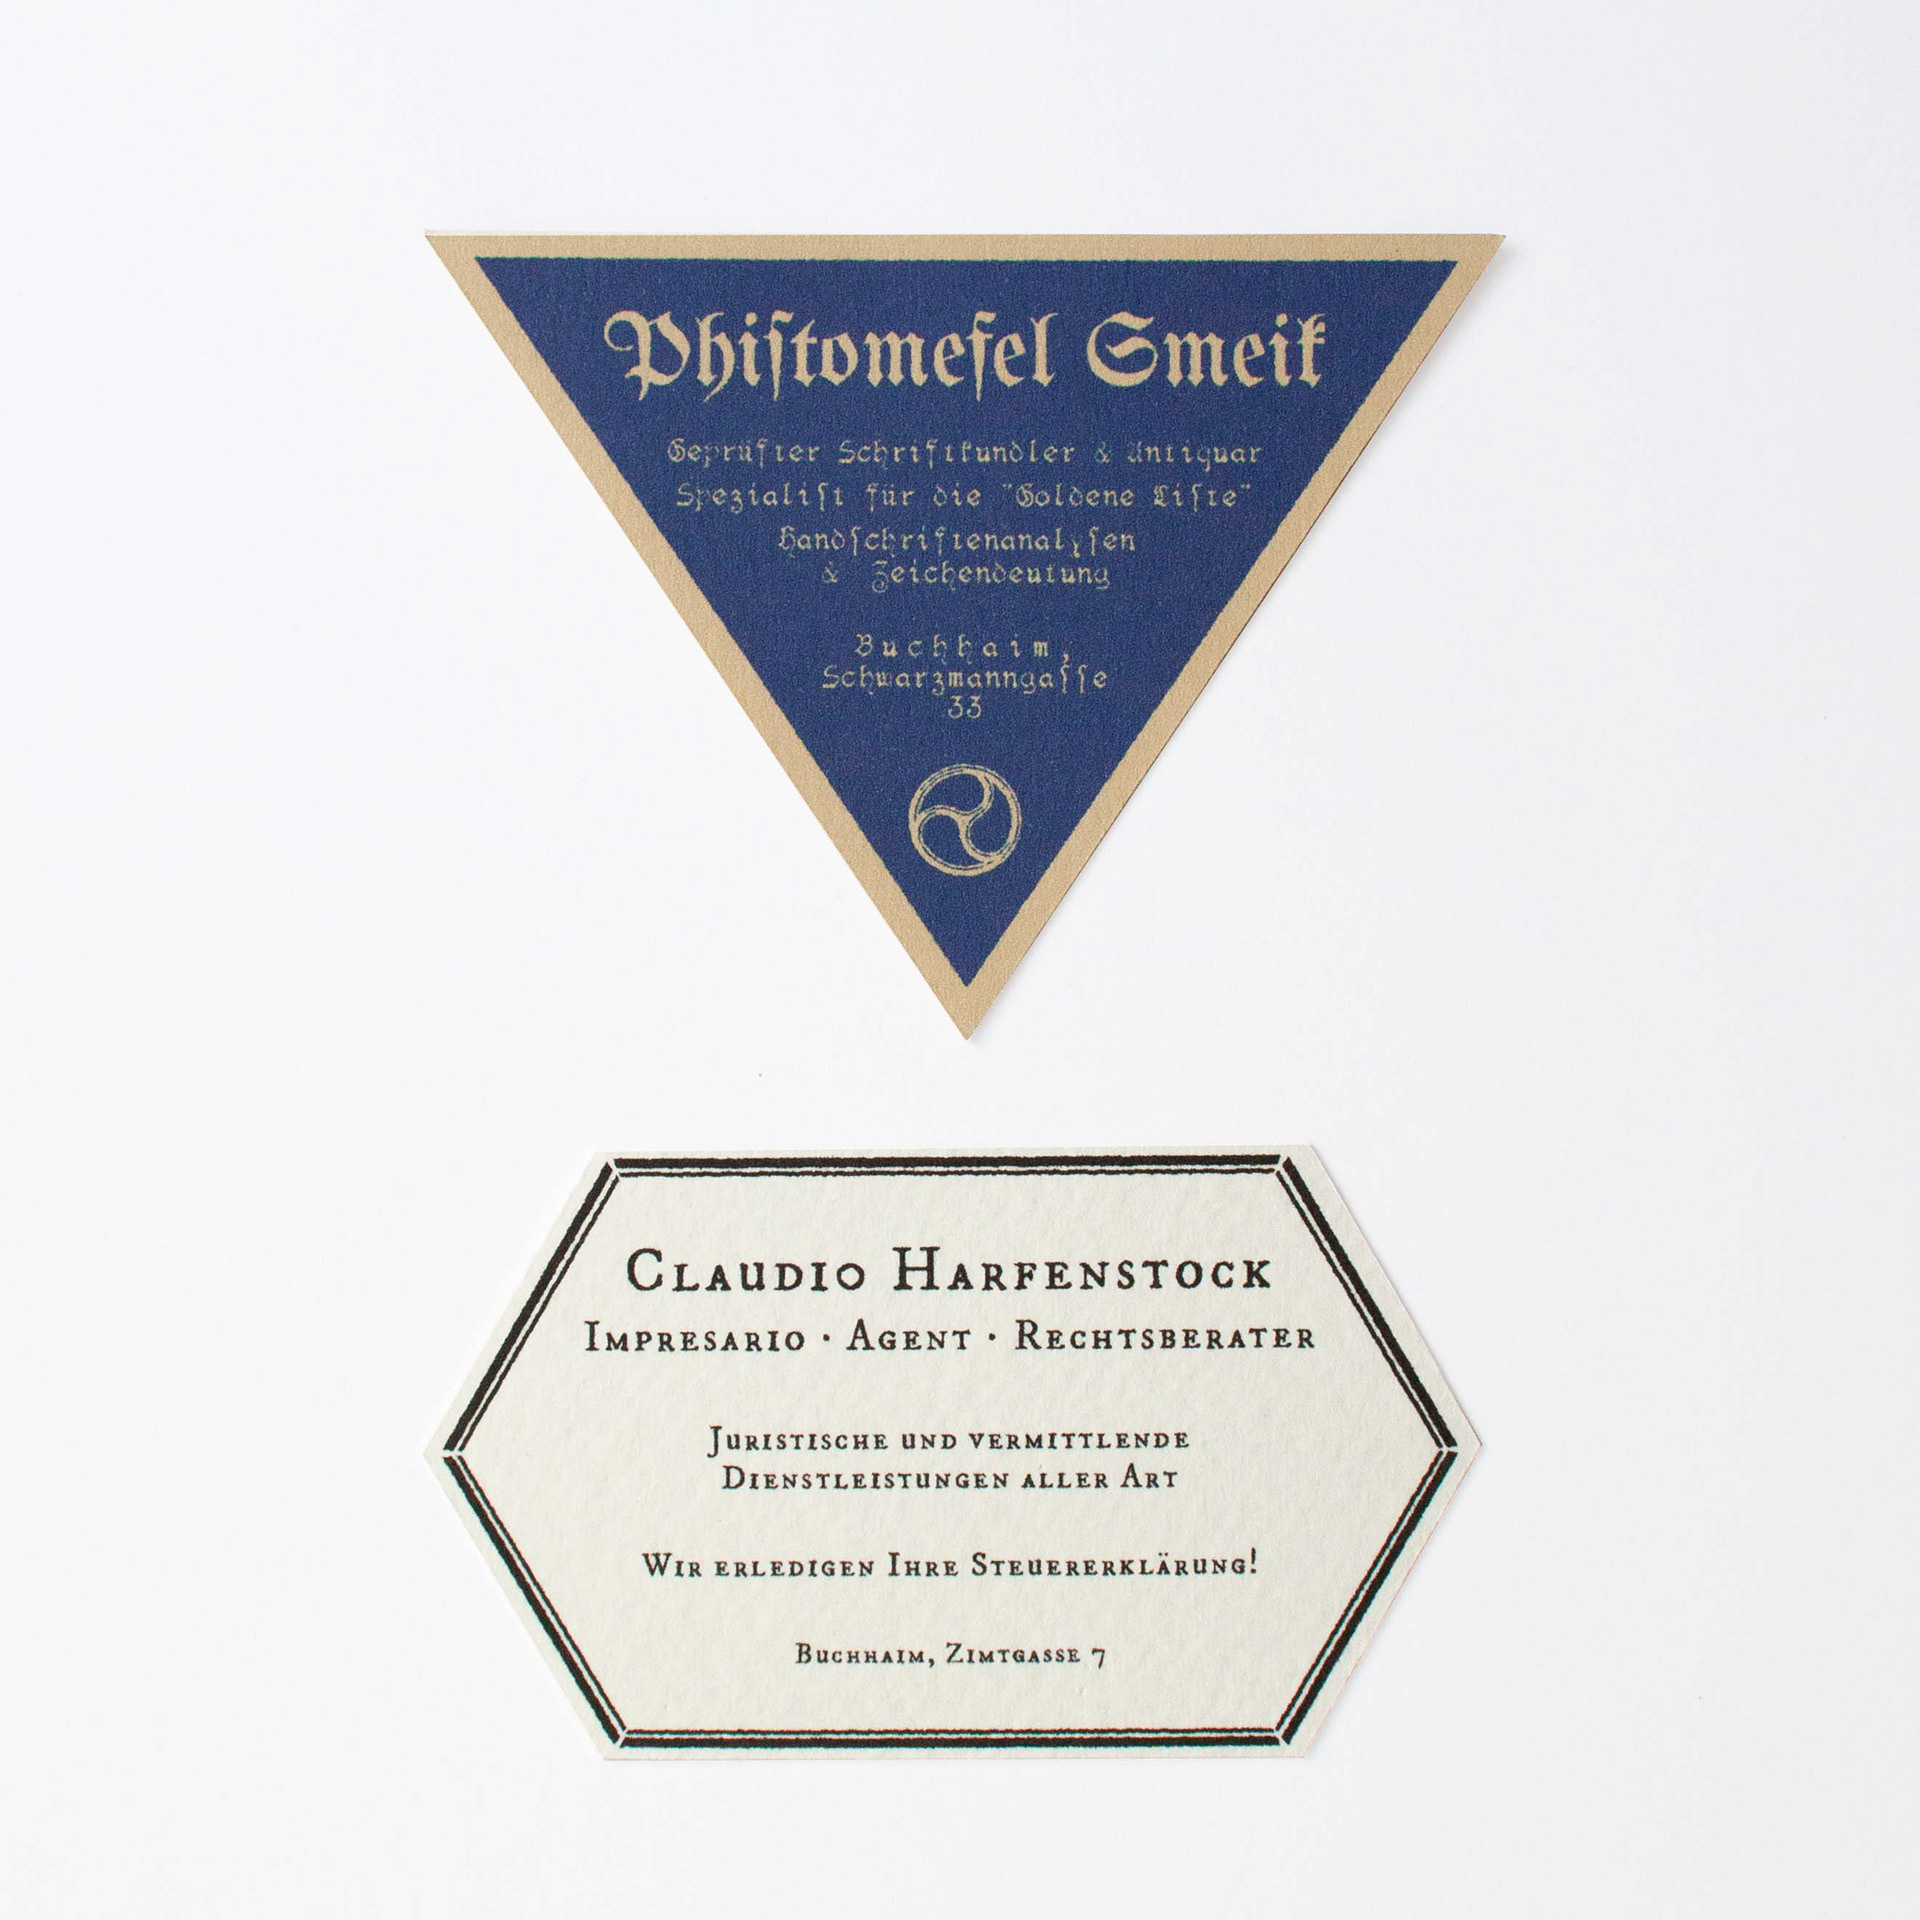 Phiſtomefel Smeik
Geprüfter Schriftkundler & Antiquar
Spezialiſt für die "Goldene Liſte"
Handſchriftenanalyſen
& Zeichendeutung
Buchhaim,
Schwarzmanngaſſe
33
Claudio Harfenstock
Impresario · Agent · Rechtsberater
Juristische und vermittlende
Dienstleistungen aller Art
Wir erledigen Ihre Steuererklärung!
Buchhaim, Zimtgasse 7